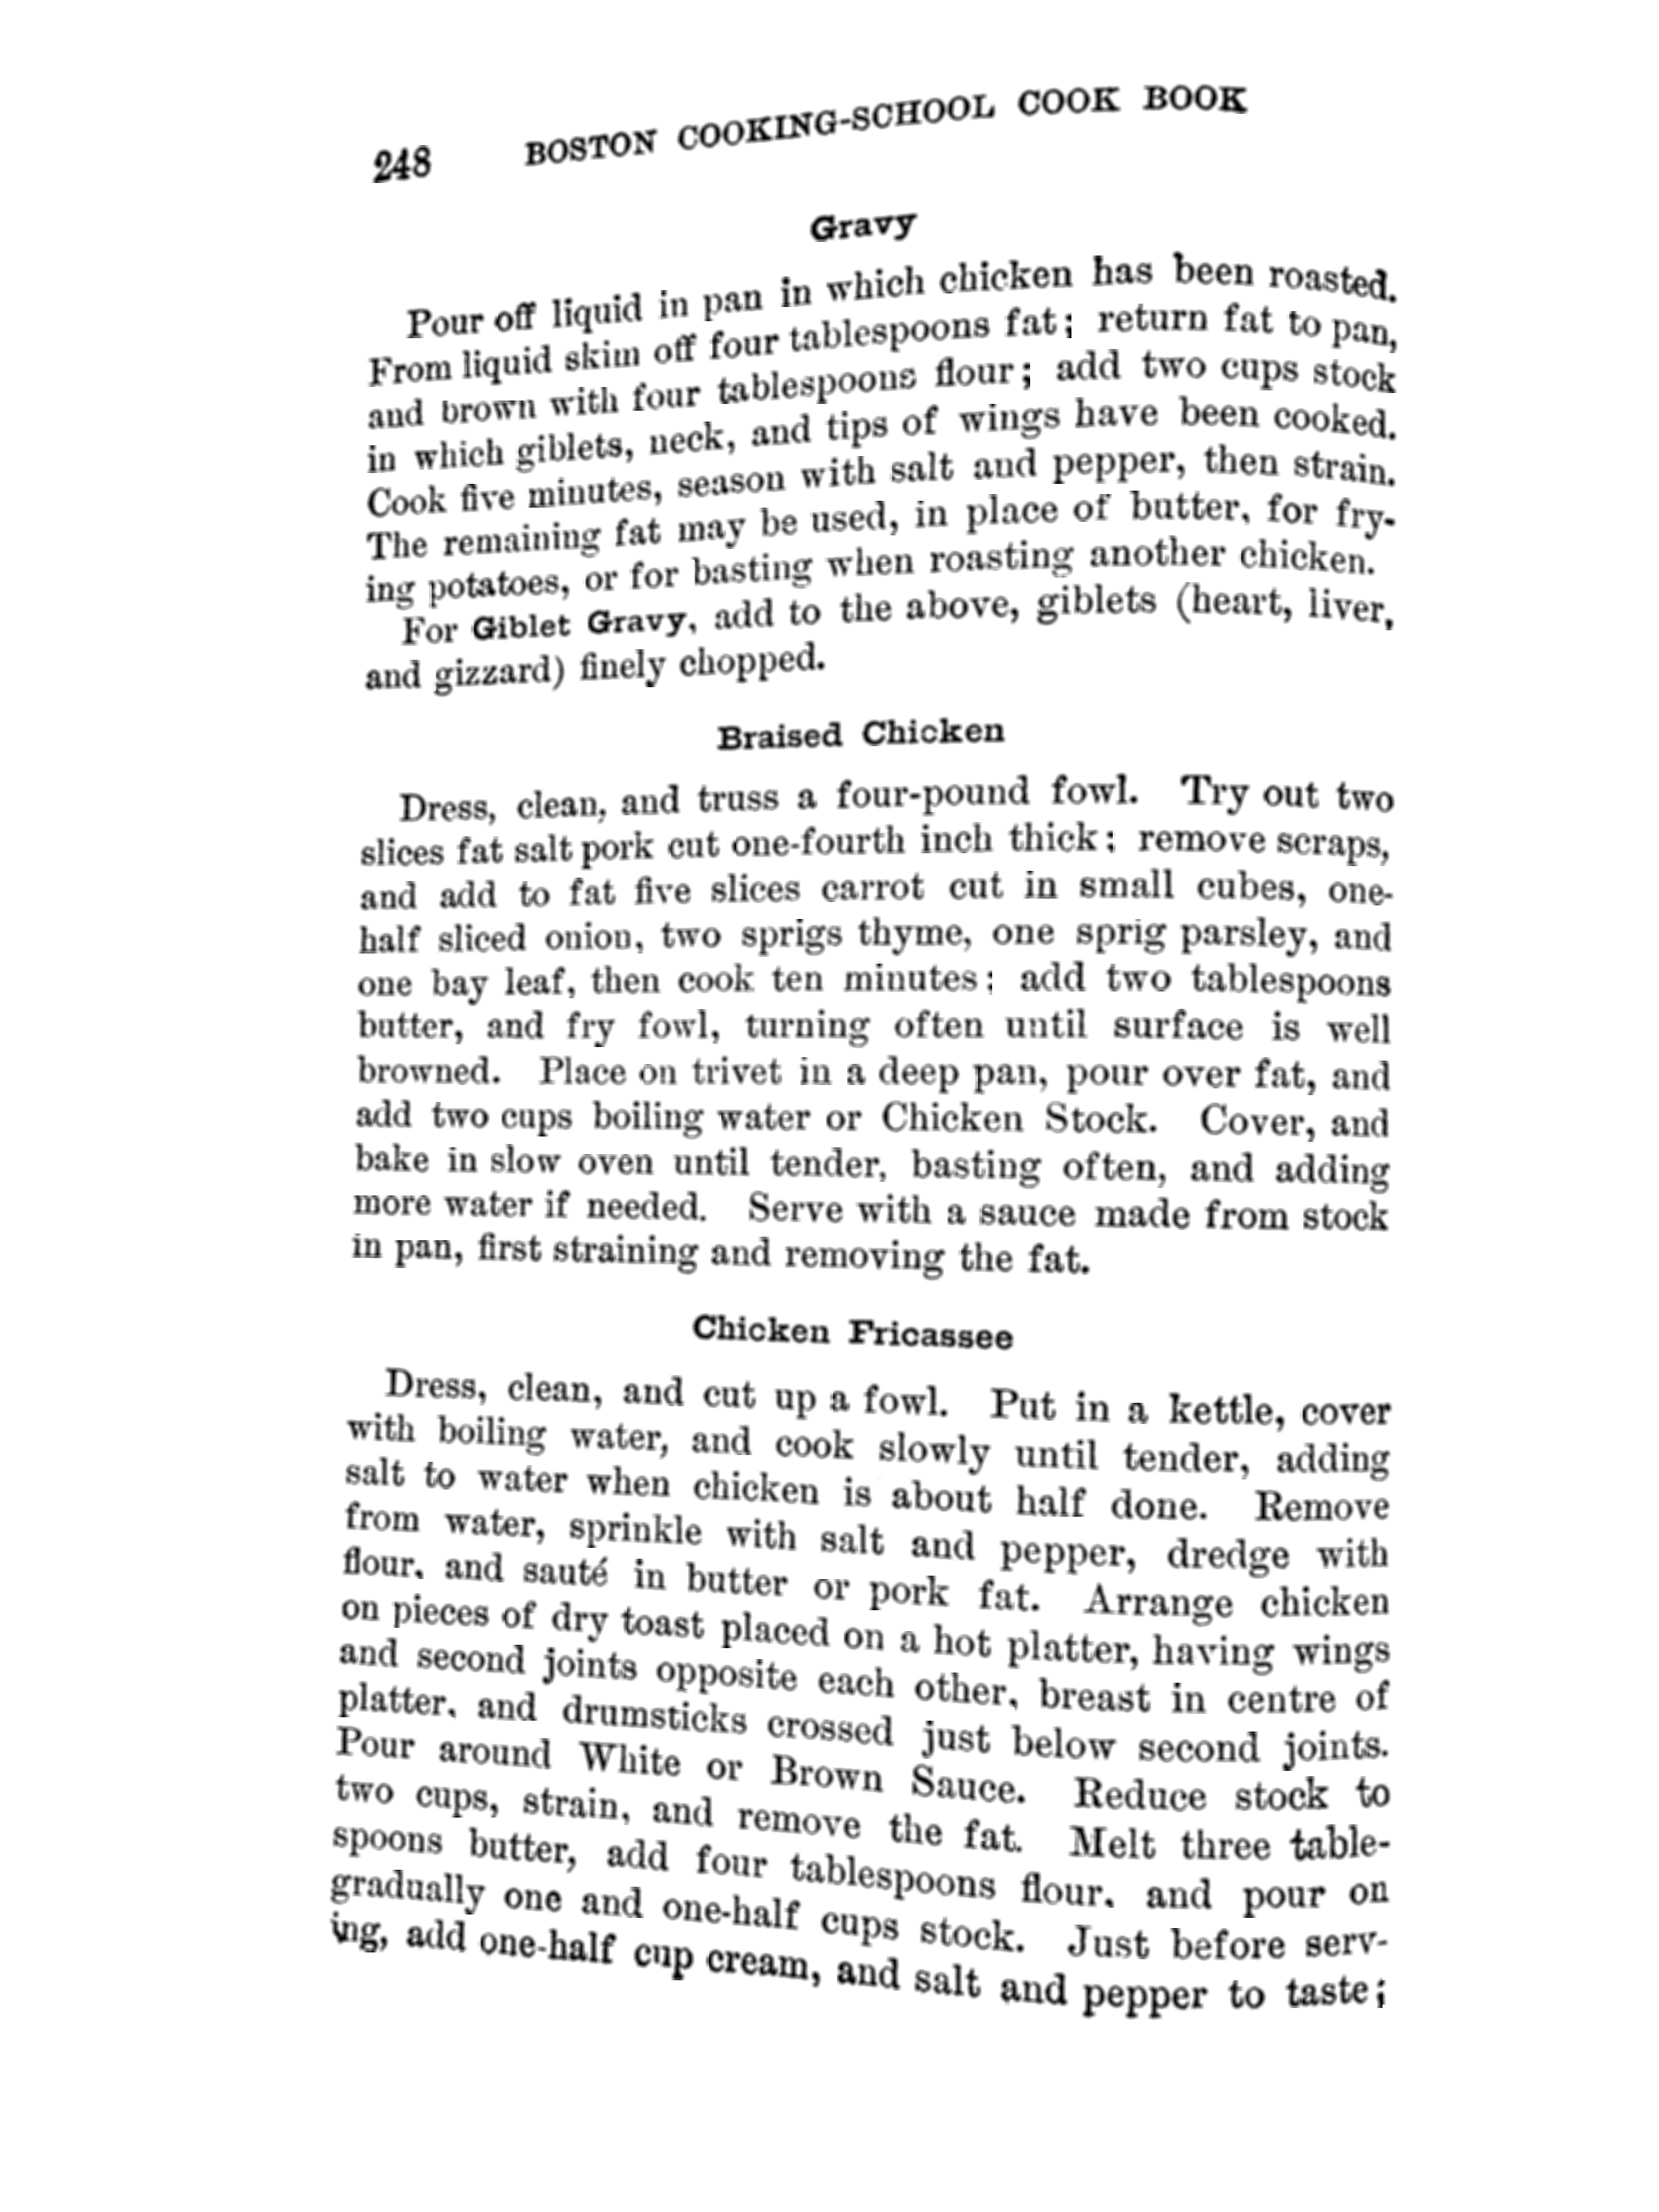 248 BOSTON COOKING-SCHOOL COOK BOOK
Gravy
Pour off liquid in pan in which chicken has been roasted.
From liquid skim off four tablespoons fat; return fat to pan,
and brown with four tablespoons flour; add two cups stock
in which giblets, neck, and tips of wings have been cooked.
Cook five minutes, season with salt and pepper, then strain.
The remaining fat may be used, in place of butter, for fry-
ing potatoes, or for basting when roasting another chicken.
For Giblet Gravy, add to the above, giblets (heart, liver,
and gizzard) finely chopped.
Braised Chicken
Dress, clean, and truss a four-pound fowl. Try out two
slices fat salt pork cut one-fourth inch thick; remove scraps,
and add to fat five slices carrot cut in small cubes, one-
half sliced onion, two sprigs thyme, one sprig parsley, and
one bay leaf, then cook ten minutes; add two tablespoons
butter, and fry fowl, turning often until surface is well
browned. Place on trivet in a deep pan, pour over fat, and
add two cups boiling water or Chicken Stock. Cover, and
bake in slow oven until tender, basting often, and adding
more water if needed. Serve with a sauce made from stock
in pan, first straining and removing the fat.
Chicken Fricassee
Dress, clean, and cut up a fowl. Put in a kettle, cover
with boiling water, and cook slowly until tender, adding
salt to water when chicken is about half done. Remove
from water, sprinkle with salt and pepper, dredge with
flour, and sauté in butter or pork fat. Arrange chicken
on pieces of dry toast placed on a hot platter, having wings
and second joints opposite each other, breast in centre of
platter, and drumsticks crossed just below second joints.
Pour around White or Brown Sauce. Reduce stock to
two cups, strain, and remove the fat. Melt three table-
spoons butter, add four tablespoons flour, and pour on
gradually one and one-half cups stock. Just before serv-
ing, add one-half cup cream, and salt and pepper to taste;